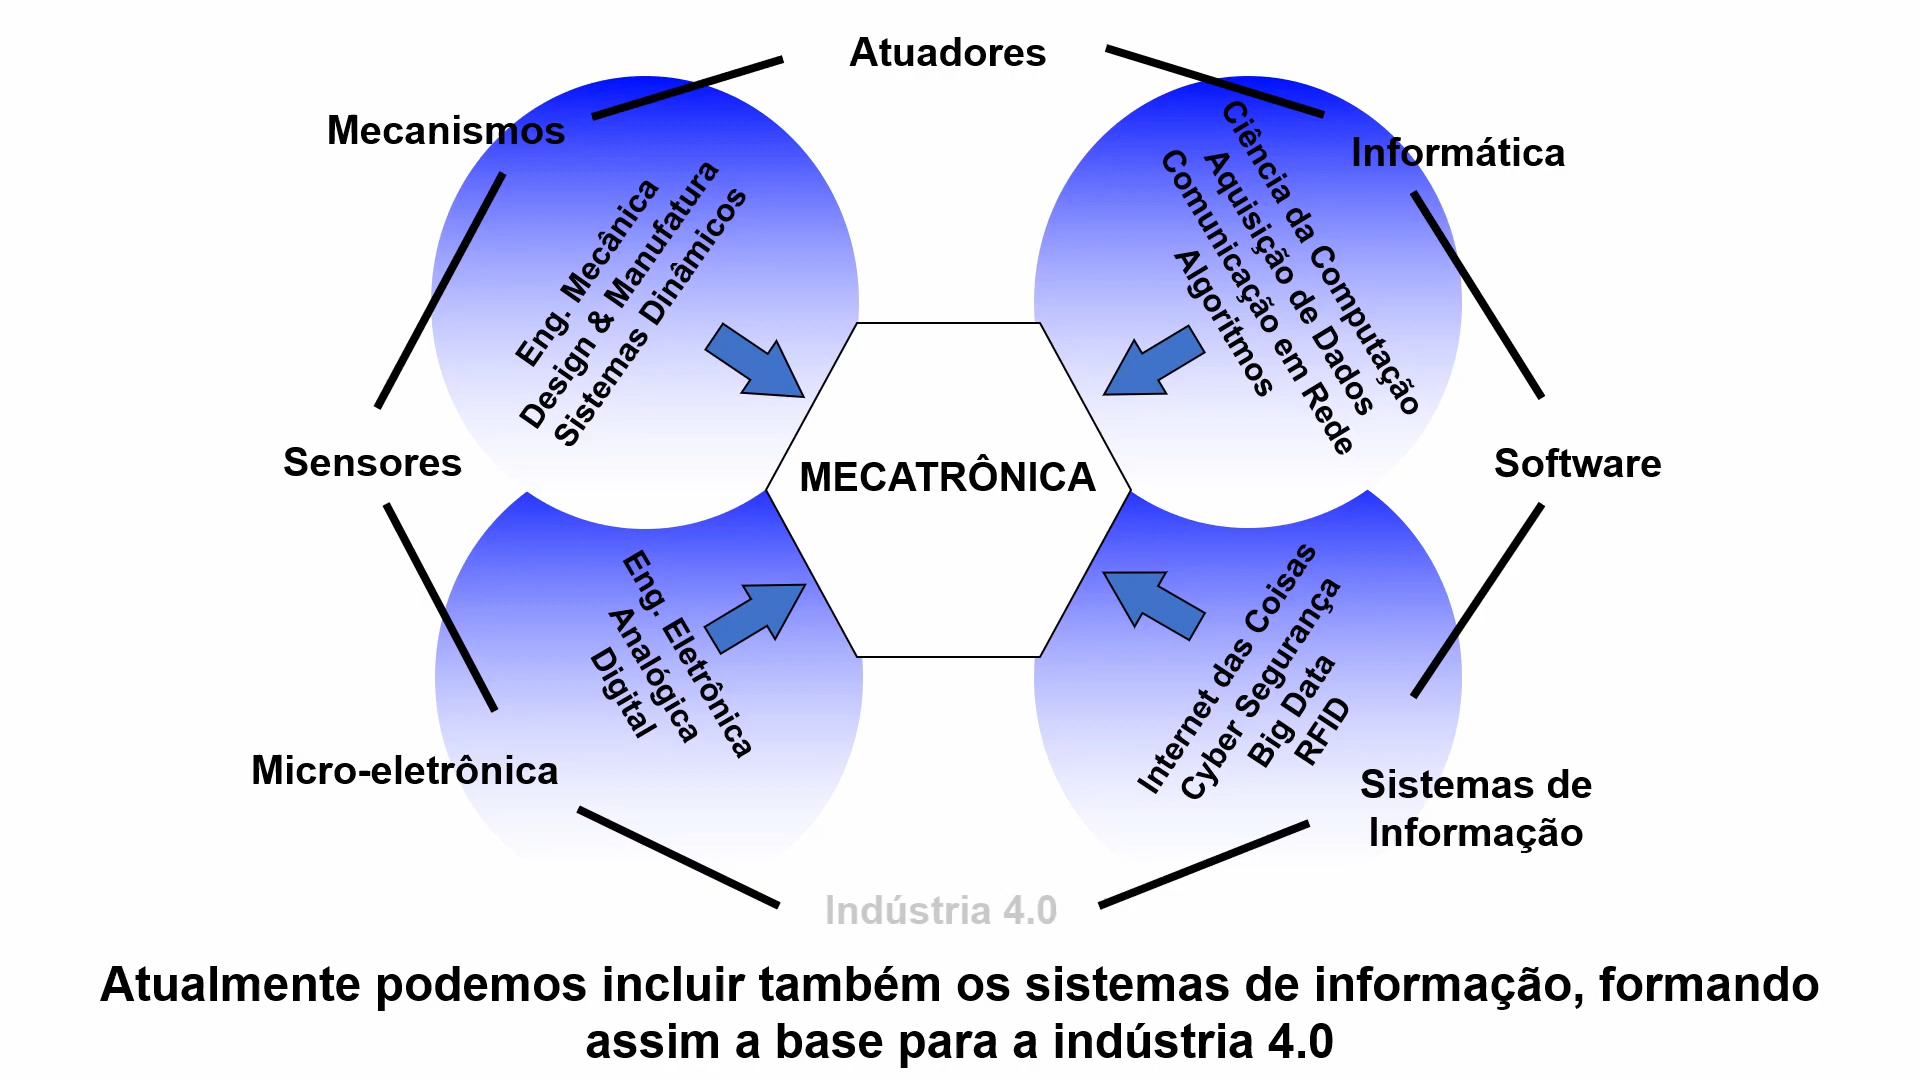 Atuadores
Mecanismos
Informática
Eng. Mecânica
Design & Manufatura
Sistemas Dinâmicos
Ciência da Computação
Aquisição de Dados
Comunicação em Rede
Algoritmos
Sensores
MECATRÔNICA
Software
Eng. Eletrônica
Analógica
Digital
Internet das Coisas
Cyber Segurança
Big Data
RFID
Micro-eletrônica
Sistemas de
Informação
Indústria 4.0
Atualmente podemos incluir também os sistemas de informação, formando
assim a base para a indústria 4.0